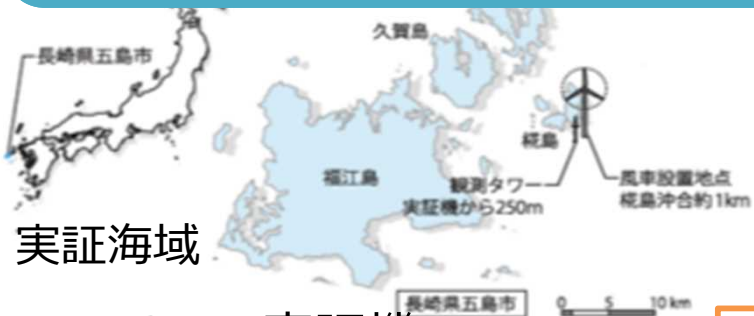 長崎県五島市
久賀島
椛島
福江島
観測タワー
実証機から250m
風車設置地点
椛島沖合約1km
実証海域
長崎県五島市
0 5 10 km